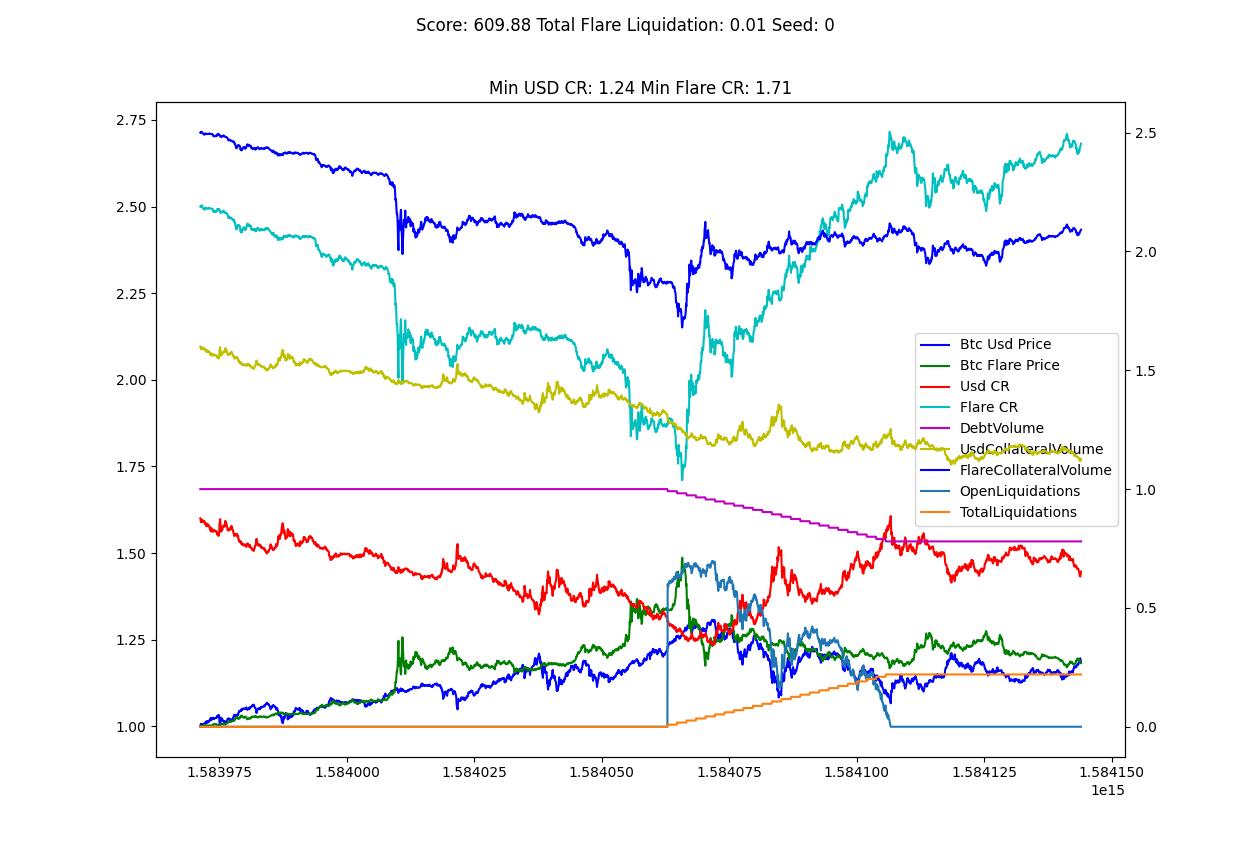 Score: 609.88 Total Flare Liquidation: 0.01 Seed: 0
Min USD CR: 1.24 Min Flare CR: 1.71
2.75
2.50
2.25
2.00
1.75
1.50
1.25
1.00
2.5
2.0
1.5
1.0
0.5
0.0
Btc Usd Price
Btc Flare Price
Usd CR
Flare CR
DebtVolume
UsdCollateralVolume
FlareCollateralVolume
OpenLiquidations
TotalLiquidations
1.583975 1.584000 1.584025 1.584050 1.584075 1.584100 1.584125 1.584150
1e15